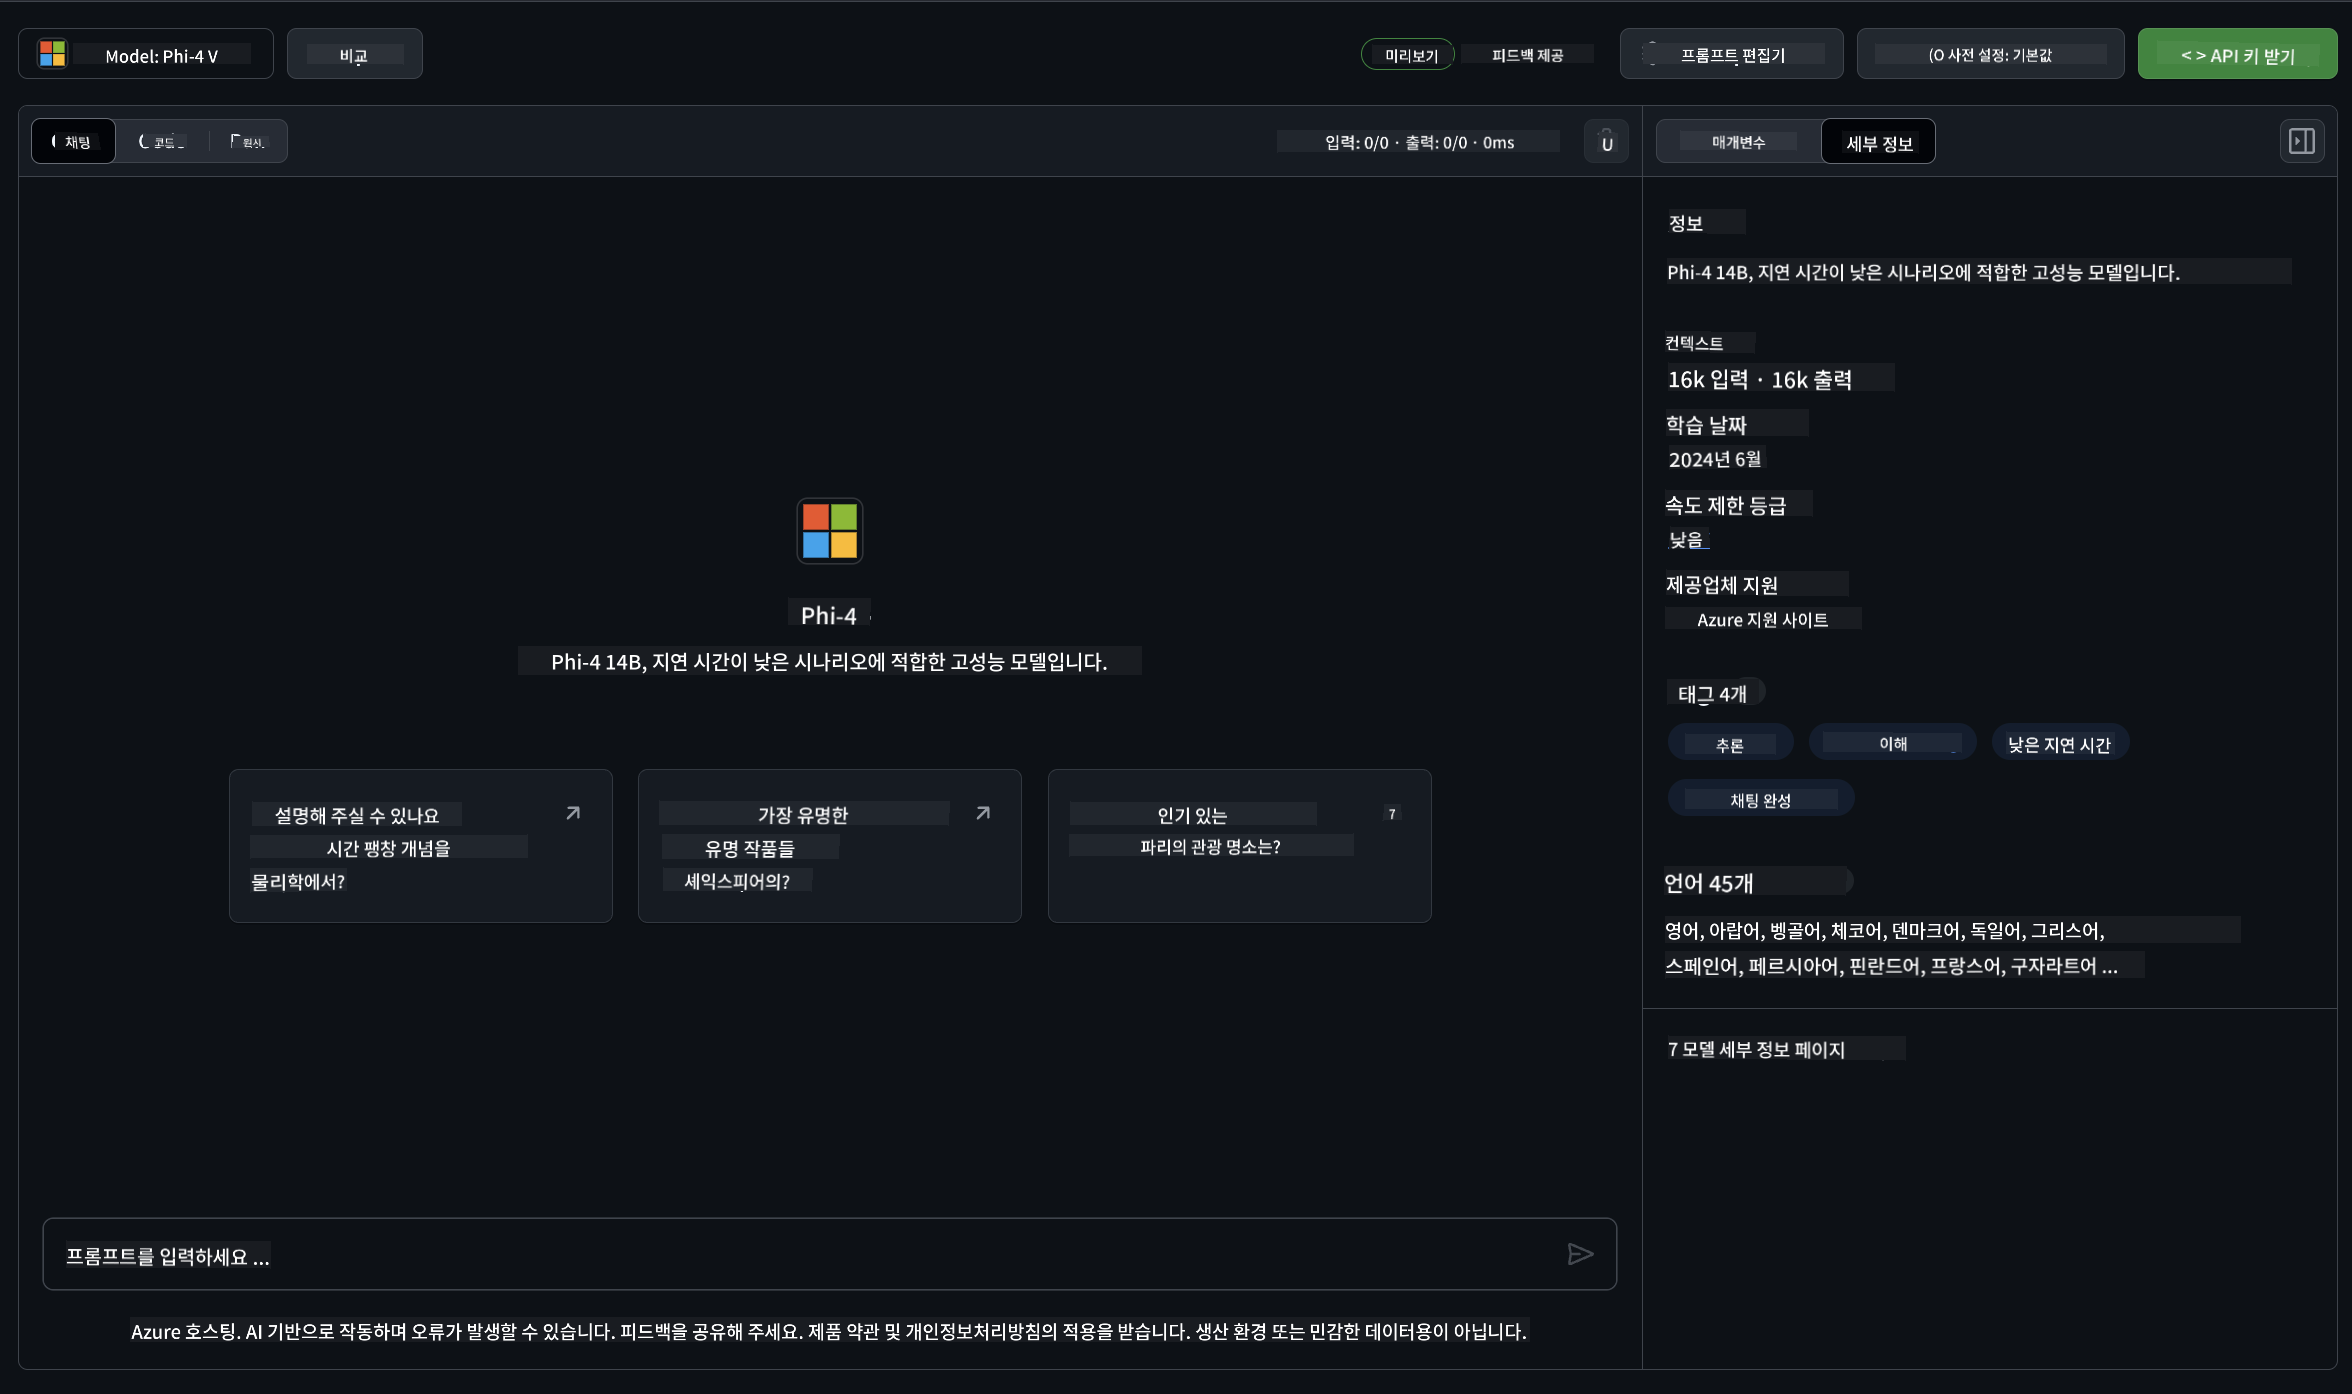 Model: Phi-4 V
비교
미리보기
피드백 제공
프롬프트 편집기
(O 사전 설정: 기본값
< > API 키 받기
채팅
코드
입력: 0/0 · 출력: 0/0 · 0ms
U
매개변수
세부 정보
Phi-4
Phi-4 14B, 지연 시간이 낮은 시나리오에 적합한 고성능 모델입니다.
설명해 주실 수 있나요
시간 팽창 개념을
물리학에서?
가장 유명한
유명 작품들
셰익스피어의?
인기 있는
7
파리의 관광 명소는?
프롬프트를 입력하세요 ...
Azure 호스팅. AI 기반으로 작동하며 오류가 발생할 수 있습니다. 피드백을 공유해 주세요. 제품 약관 및 개인정보처리방침의 적용을 받습니다. 생산 환경 또는 민감한 데이터용이 아닙니다.
정보
Phi-4 14B, 지연 시간이 낮은 시나리오에 적합한 고성능 모델입니다.
컨텍스트
16k 입력 · 16k 출력
학습 날짜
2024년 6월
속도 제한 등급
낮음
제공업체 지원
Azure 지원 사이트
태그 4개
추론
이해
낮은 지연 시간
채팅 완성
언어 45개
영어, 아랍어, 벵골어, 체코어, 덴마크어, 독일어, 그리스어,
스페인어, 페르시아어, 핀란드어, 프랑스어, 구자라트어 ...
7 모델 세부 정보 페이지